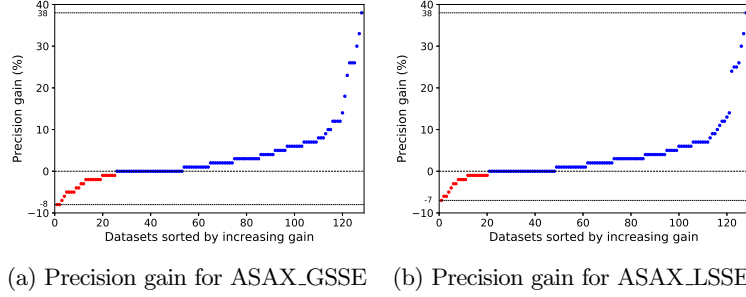 40
38
30
20
10
0
-8
−10
0 20 40 60 80 100 120
Precision gain (%)
Datasets sorted by increasing gain
(a) Precision gain for ASAX_GSSE
40
38
30
20
10
0
-7
−10
0 20 40 60 80 100 120
Precision gain (%)
Datasets sorted by increasing gain
(b) Precision gain for ASAX_LSSE